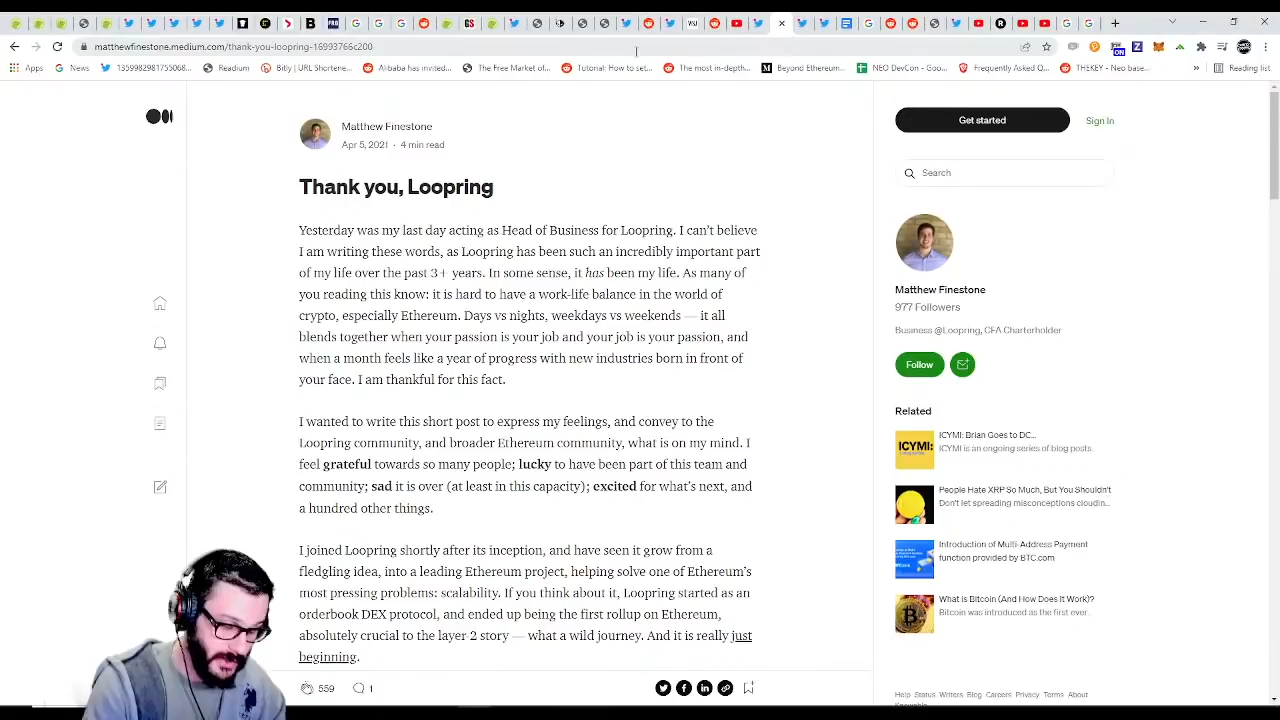 matthewfinestone.medium.com/thank-you-loopring-16993766c200
Apps
News
1359982981755068...
Readium
Bitly | URL Shortene...
Alibaba has invited...
The Free Market of...
Tutorial: How to set...
The most in-depth...
Beyond Ethereum...
NEO DevCon - Goo...
Frequently Asked Q...
THEKEY - Neo base...
»
Reading list
Matthew Finestone
Apr 5, 2021 · 4 min read
Thank you, Loopring
Yesterday was my last day acting as Head of Business for Loopring. I can't believe
I am writing these words, as Loopring has been such an incredibly important part
of my life over the past 3+ years. In some sense, it has been my life. As many of
you reading this know: it is hard to have a work-life balance in the world of
crypto, especially Ethereum. Days vs nights, weekdays vs weekends — it all
blends together when your passion is your job and your job is your passion, and
when a month feels like a year of progress with new industries born in front of
your face. I am thankful for this fact.
I wanted to write this short post to express my feelings, and convey to the
Loopring community, and broader Ethereum community, what is on my mind. I
feel grateful towards so many people; lucky to have been part of this team and
community; sad it is over (at least in this capacity); excited for what's next, and
a hundred other things.
I joined Loopring shortly after its inception, and have seen it grow from a
fledgling idea, into a leading Ethereum project, helping solve one of Ethereum's
most pressing problems: scalability. If you think about it, Loopring started as an
orderbook DEX protocol, and ended up being the first rollup on Ethereum,
absolutely crucial to the layer 2 story — what a wild journey. And it is really just
beginning.
559
1
Get started
Sign In
Search
Matthew Finestone
977 Followers
Business @Loopring, CFA Charterholder
Follow
Related
ICYMI:
ICYMI: Brian Goes to DC...
ICYMI is an ongoing series of blog posts.
People Hate XRP So Much, But You Shouldn't
Don't let spreading misconceptions cloudin...
Introduction of Multi-Address Payment
function provided by BTC.com
What is Bitcoin (And How Does it Work)?
Bitcoin was introduced as the first ever...
Help Status Writers Blog Careers Privacy Terms About
Knowable